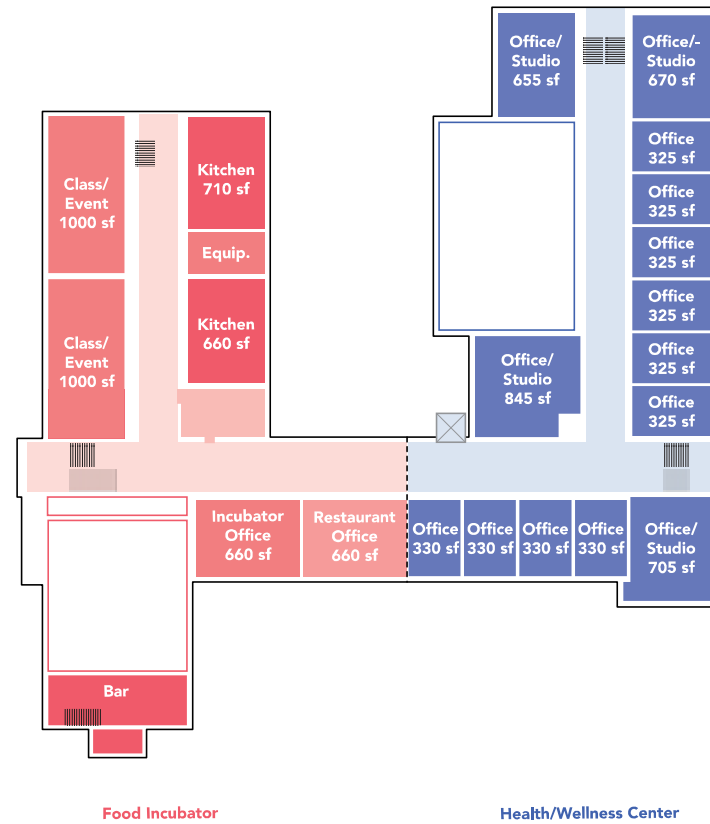 Office/
Studio
655 sf
Office/-
Studio
670 sf
Office
325 sf
Office
325 sf
Office
325 sf
Office
325 sf
Office
325 sf
Office
325 sf
Class/
Event
1000 sf
Kitchen
710 sf
Equip.
Class/
Event
1000 sf
Kitchen
660 sf
Office/
Studio
845 sf
Incubator
Office
660 sf
Restaurant
Office
660 sf
Office
330 sf
Office
330 sf
Office
330 sf
Office
330 sf
Office/
Studio
705 sf
Bar
Food Incubator
Health/Wellness Center